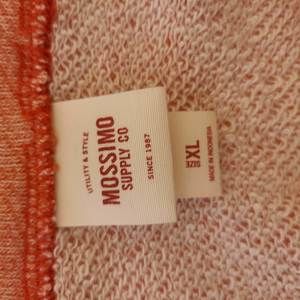 UTILITY & STYLE
MOSSIMO
SUPPLY CO
SINCE 1987
SIZE XL
MADE IN INDONESIA